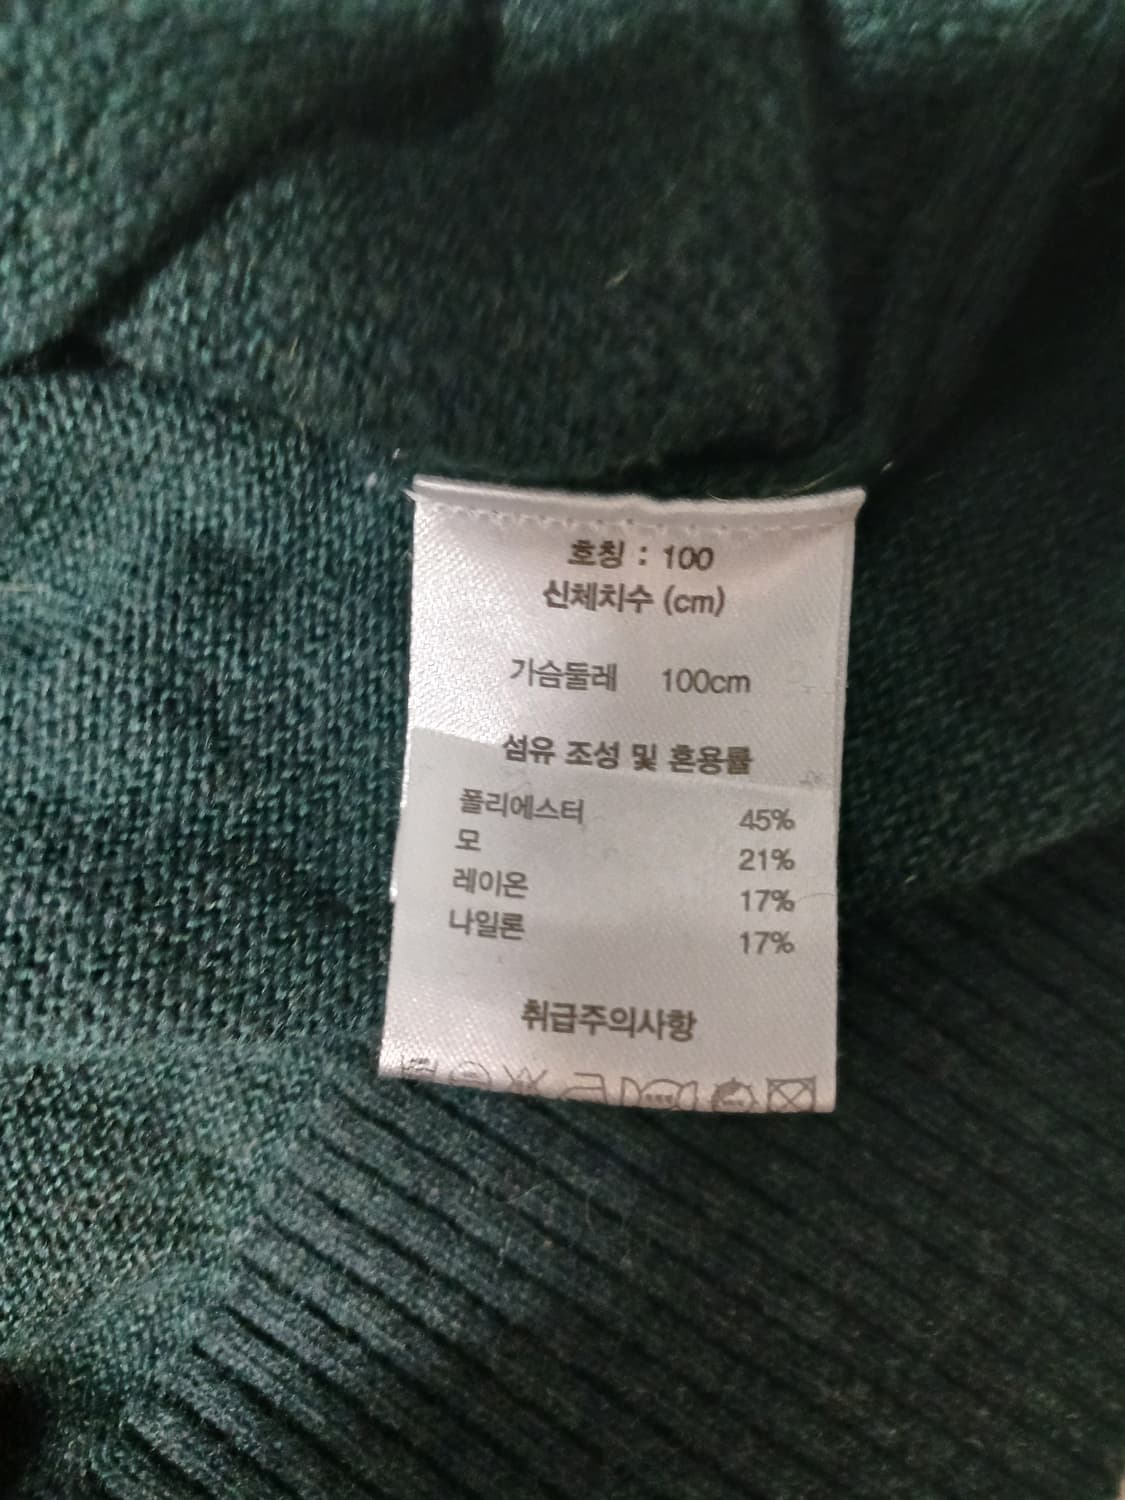 호칭 : 100
신체치수 (cm)
가슴둘레 100cm
섬유 조성 및 혼용률
폴리에스터 45%
모 21%
레이온 17%
나일론 17%
취급주의사항